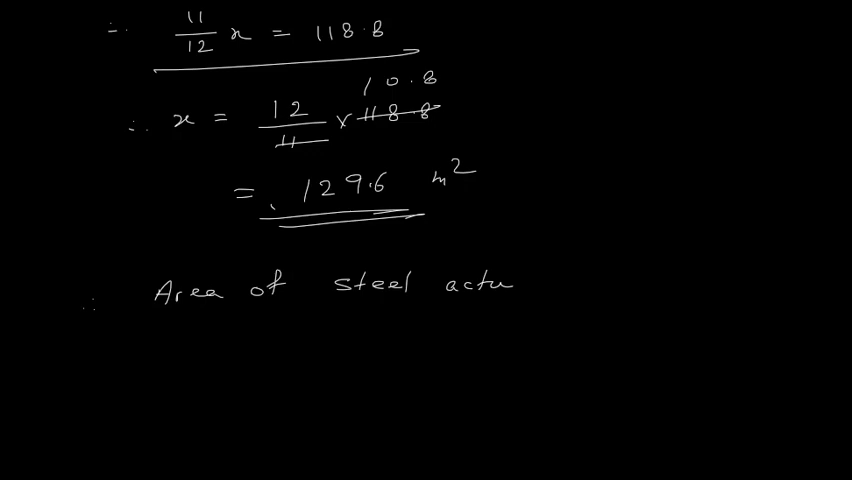 ∴ 11/12 x = 118.8
∴ x = 12/11 × 118.8 10.8
= 129.6 m²
∴ Area of steel actu